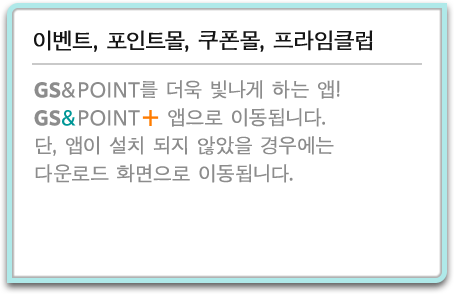 이벤트, 포인트몰, 쿠폰몰, 프라임클럽
GS&POINT를 더욱 빛나게 하는 앱!
GS&POINT+ 앱으로 이동됩니다.
단, 앱이 설치 되지 않았을 경우에는
다운로드 화면으로 이동됩니다.